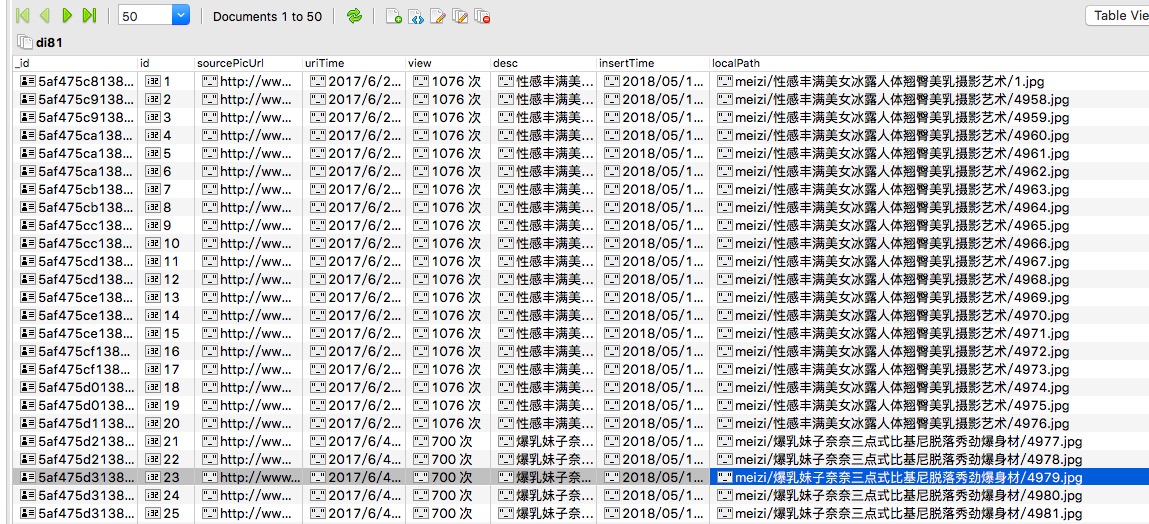 50 Documents 1 to 50 Table Vie
di81
_id id sourcePicUrl uriTime view desc insertTime localPath
5af475c8138... 1 http://ww... 2017/6/2... 1076 次 性感丰满美... 2018/05/1... meizi/性感丰满美女冰露人体翘臀美乳摄影艺术/1.jpg
5af475c9138... 2 http://ww... 2017/6/2... 1076 次 性感丰满美... 2018/05/1... meizi/性感丰满美女冰露人体翘臀美乳摄影艺术/4958.jpg
5af475c9138... 3 http://ww... 2017/6/2... 1076 次 性感丰满美... 2018/05/1... meizi/性感丰满美女冰露人体翘臀美乳摄影艺术/4959.jpg
5af475ca138... 4 http://ww... 2017/6/2... 1076 次 性感丰满美... 2018/05/1... meizi/性感丰满美女冰露人体翘臀美乳摄影艺术/4960.jpg
5af475ca138... 5 http://ww... 2017/6/2... 1076 次 性感丰满美... 2018/05/1... meizi/性感丰满美女冰露人体翘臀美乳摄影艺术/4961.jpg
5af475ca138... 6 http://ww... 2017/6/2... 1076 次 性感丰满美... 2018/05/1... meizi/性感丰满美女冰露人体翘臀美乳摄影艺术/4962.jpg
5af475cb138... 7 http://ww... 2017/6/2... 1076 次 性感丰满美... 2018/05/1... meizi/性感丰满美女冰露人体翘臀美乳摄影艺术/4963.jpg
5af475cb138... 8 http://ww... 2017/6/2... 1076 次 性感丰满美... 2018/05/1... meizi/性感丰满美女冰露人体翘臀美乳摄影艺术/4964.jpg
5af475cc138... 9 http://ww... 2017/6/2... 1076 次 性感丰满美... 2018/05/1... meizi/性感丰满美女冰露人体翘臀美乳摄影艺术/4965.jpg
5af475cc138... 10 http://ww... 2017/6/2... 1076 次 性感丰满美... 2018/05/1... meizi/性感丰满美女冰露人体翘臀美乳摄影艺术/4966.jpg
5af475cd138... 11 http://ww... 2017/6/2... 1076 次 性感丰满美... 2018/05/1... meizi/性感丰满美女冰露人体翘臀美乳摄影艺术/4967.jpg
5af475cd138... 12 http://ww... 2017/6/2... 1076 次 性感丰满美... 2018/05/1... meizi/性感丰满美女冰露人体翘臀美乳摄影艺术/4968.jpg
5af475ce138... 13 http://ww... 2017/6/2... 1076 次 性感丰满美... 2018/05/1... meizi/性感丰满美女冰露人体翘臀美乳摄影艺术/4969.jpg
5af475ce138... 14 http://ww... 2017/6/2... 1076 次 性感丰满美... 2018/05/1... meizi/性感丰满美女冰露人体翘臀美乳摄影艺术/4970.jpg
5af475ce138... 15 http://ww... 2017/6/2... 1076 次 性感丰满美... 2018/05/1... meizi/性感丰满美女冰露人体翘臀美乳摄影艺术/4971.jpg
5af475cf138... 16 http://ww... 2017/6/2... 1076 次 性感丰满美... 2018/05/1... meizi/性感丰满美女冰露人体翘臀美乳摄影艺术/4972.jpg
5af475cf138... 17 http://ww... 2017/6/2... 1076 次 性感丰满美... 2018/05/1... meizi/性感丰满美女冰露人体翘臀美乳摄影艺术/4973.jpg
5af475d0138... 18 http://ww... 2017/6/2... 1076 次 性感丰满美... 2018/05/1... meizi/性感丰满美女冰露人体翘臀美乳摄影艺术/4974.jpg
5af475d0138... 19 http://ww... 2017/6/2... 1076 次 性感丰满美... 2018/05/1... meizi/性感丰满美女冰露人体翘臀美乳摄影艺术/4975.jpg
5af475d1138... 20 http://ww... 2017/6/2... 1076 次 性感丰满美... 2018/05/1... meizi/性感丰满美女冰露人体翘臀美乳摄影艺术/4976.jpg
5af475d2138... 21 http://ww... 2017/6/4... 700 次 爆乳妹子奈... 2018/05/1... meizi/爆乳妹子奈奈三点式比基尼脱落秀劲爆身材/4977.jpg
5af475d2138... 22 http://ww... 2017/6/4... 700 次 爆乳妹子奈... 2018/05/1... meizi/爆乳妹子奈奈三点式比基尼脱落秀劲爆身材/4978.jpg
5af475d3138... 23 http://www... 2017/6/4... 700 次 爆乳妹子奈... 2018/05/1... meizi/爆乳妹子奈奈三点式比基尼脱落秀劲爆身材/4979.jpg
5af475d3138... 24 http://ww... 2017/6/4... 700 次 爆乳妹子奈... 2018/05/1... meizi/爆乳妹子奈奈三点式比基尼脱落秀劲爆身材/4980.jpg
5af475d3138... 25 http://ww... 2017/6/4... 700 次 爆乳妹子奈... 2018/05/1... meizi/爆乳妹子奈奈三点式比基尼脱落秀劲爆身材/4981.jpg